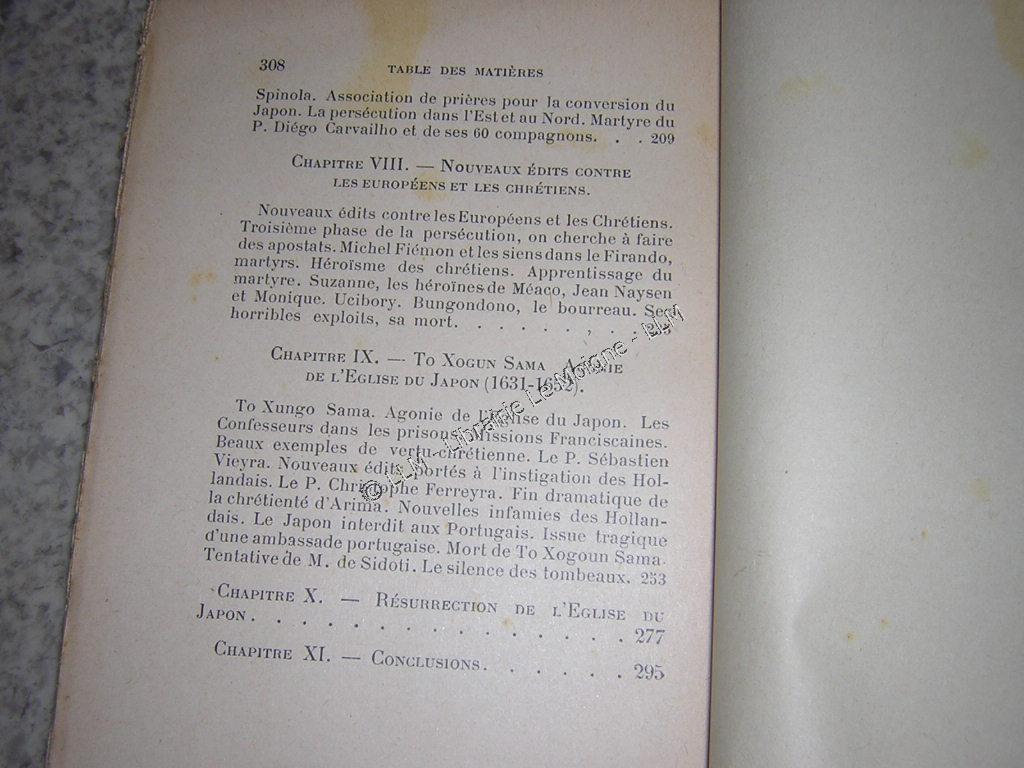 308 TABLE DES MATIÈRES
Spinola. Association de prières pour la conversion du
Japon. La persécution dans l'Est et au Nord. Martyre du
P. Diégo Carvailho et de ses 60 compagnons. . . 209
CHAPITRE VIII. — NOUVEAUX ÉDITS CONTRE
LES EUROPÉENS ET LES CHRÉTIENS.
Nouveaux édits contre les Européens et les Chrétiens.
Troisième phase de la persécution, on cherche à faire
des apostats. Michel Fiémon et les siens dans le Firando,
martyrs. Héroïsme des chrétiens. Apprentissage du
martyre. Suzanne, les héroïnes de Méaco, Jean Naysen
et Monique. Ucibory. Bungondono, le bourreau. Ses
horribles exploits, sa mort. . . . . . . . .
CHAPITRE IX. — TO XOGUN SAMA
DE L'EGLISE DU JAPON
To Xungo Sama. Agonie de l'Eglise du Japon. Les
Confesseurs dans les prisons. Missions Franciscaines.
Beaux exemples de vertu chrétienne. Le P. Sébastien
Vieyra. Nouveaux édits portés à l'instigation des Hol-
landais. Le P. Christophe Ferreyra. Fin dramatique de
la chrétienté d'Arima. Nouvelles infamies des Hollan-
dais. Le Japon interdit aux Portugais. Issue tragique
d'une ambassade portugaise. Mort de To Xogoun Sama.
Tentative de M. de Sidoti. Le silence des tombeaux. 253
CHAPITRE X. — RÉSURRECTION DE L'EGLISE DU
JAPON. . . . . . . . . . . . . 277
CHAPITRE XI. — CONCLUSIONS. . . . . . 295
© LLM - Librairie Le Moigne - LLM